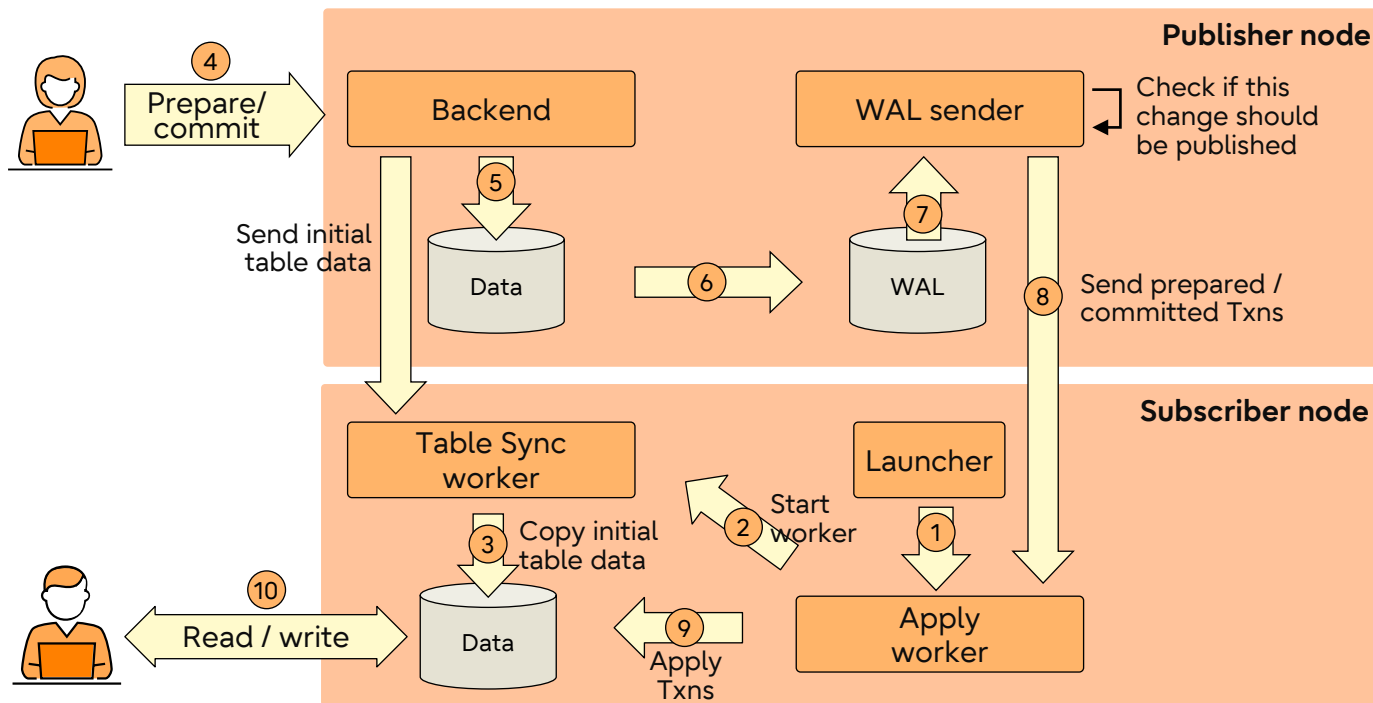 Publisher node
4
Prepare/
commit
Backend
WAL sender
Check if this
change should
be published
5
7
Send initial
table data
Data
6
WAL
8
Send prepared /
committed Txns
Subscriber node
Table Sync
worker
Launcher
2
Start
worker
1
3
Copy initial
table data
10
Read / write
Data
9
Apply
Txns
Apply
worker